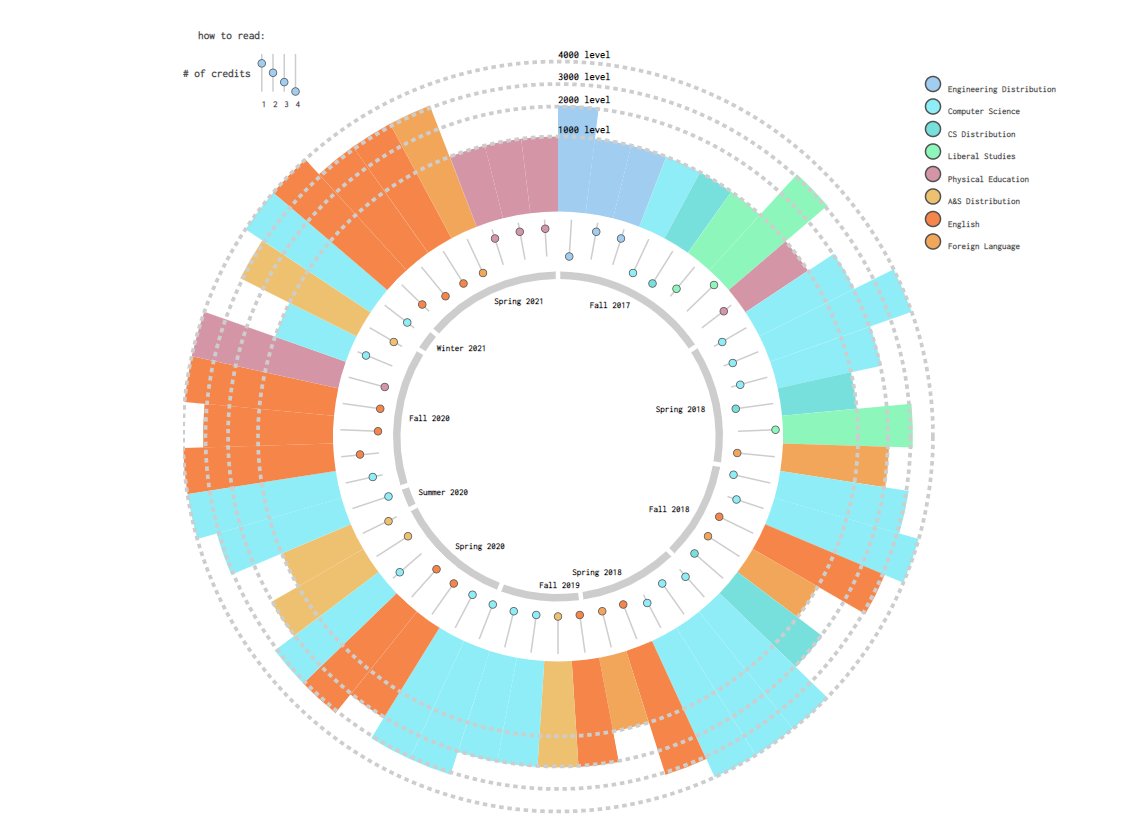 how to read:
# of credits
1 2 3 4
4000 level
3000 level
2000 level
1000 level
Engineering Distribution
Computer Science
CS Distribution
Liberal Studies
Physical Education
A&S Distribution
English
Foreign Language
Spring 2021
Fall 2017
Winter 2021
Spring 2018
Fall 2020
Summer 2020
Fall 2018
Spring 2020
Spring 2018
Fall 2019